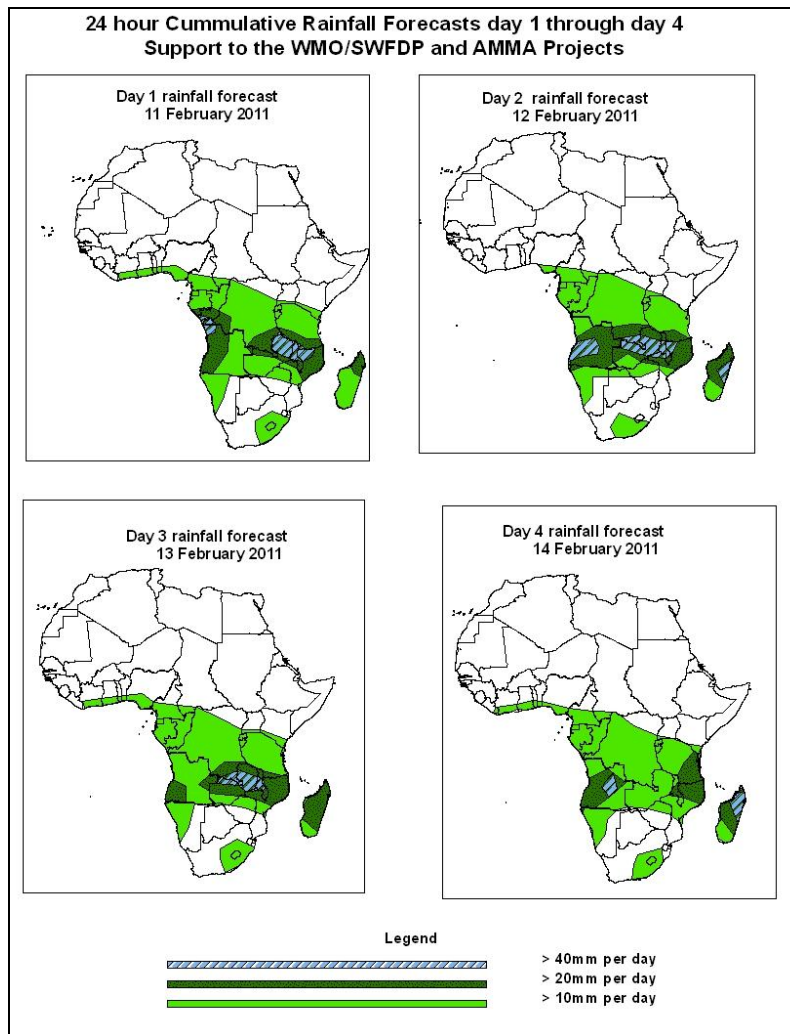 24 hour Cummulative Rainfall Forecasts day 1 through day 4
Support to the WMO/SWFDP and AMMA Projects
Day 1 rainfall forecast
11 February 2011
Day 2 rainfall forecast
12 February 2011
Day 3 rainfall forecast
13 February 2011
Day 4 rainfall forecast
14 February 2011
Legend
> 40mm per day
> 20mm per day
> 10mm per day